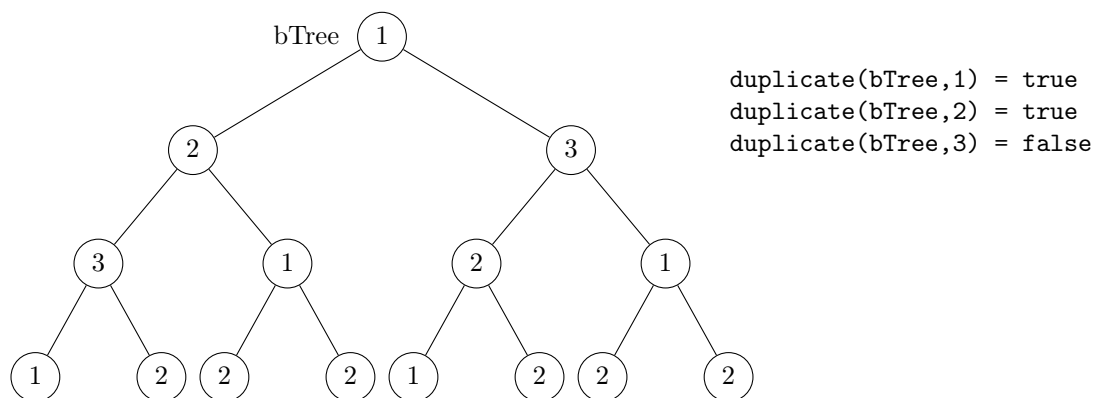 bTree 1
duplicate(bTree,1) = true
duplicate(bTree,2) = true
duplicate(bTree,3) = false
2 3
3 1 2 1
1 2 2 2 1 2 2 2